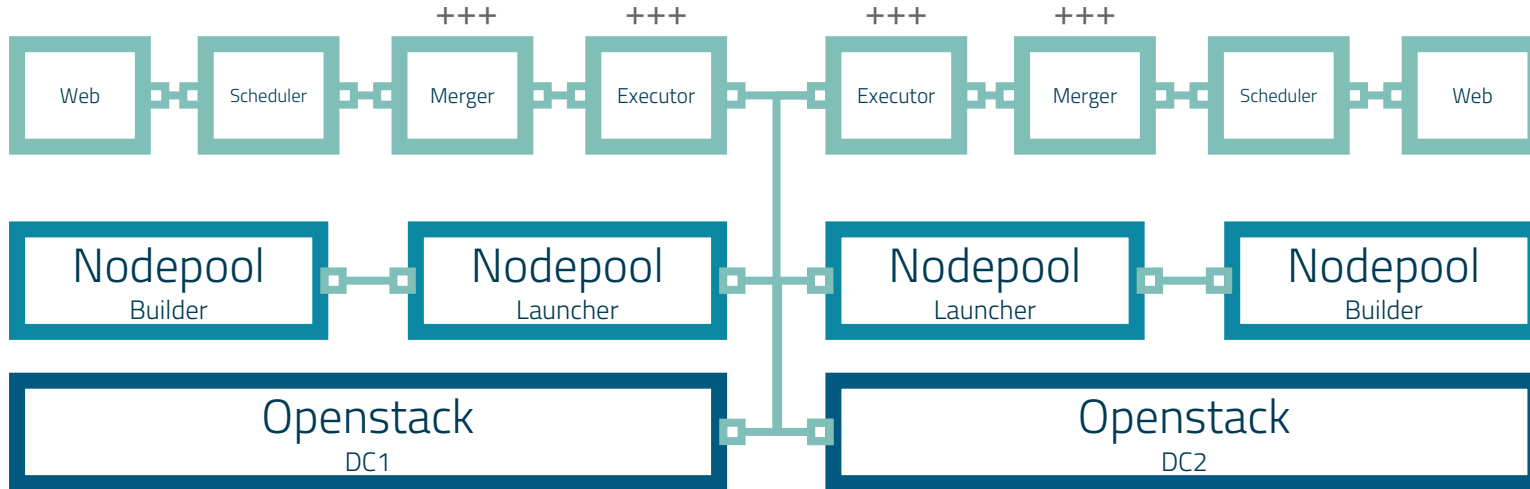 +++ +++ +++ +++
Web Scheduler Merger Executor Executor Merger Scheduler Web
Nodepool Nodepool Nodepool Nodepool
Builder Launcher Launcher Builder
Openstack Openstack
DC1 DC2